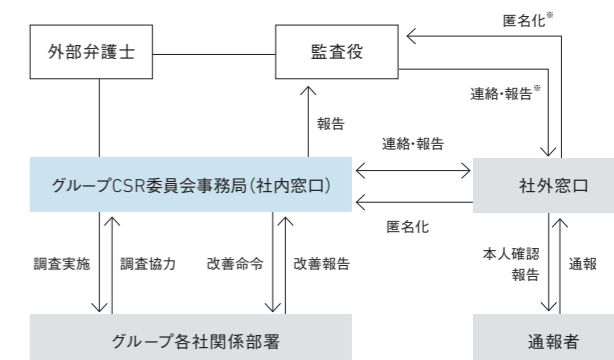 匿名化※
外部弁護士
監査役
連絡・報告※
報告
連絡・報告
グループCSR委員会事務局(社内窓口)
社外窓口
匿名化
調査実施
調査協力
改善命令
改善報告
本人確認
報告
通報
グループ各社関係部署
通報者